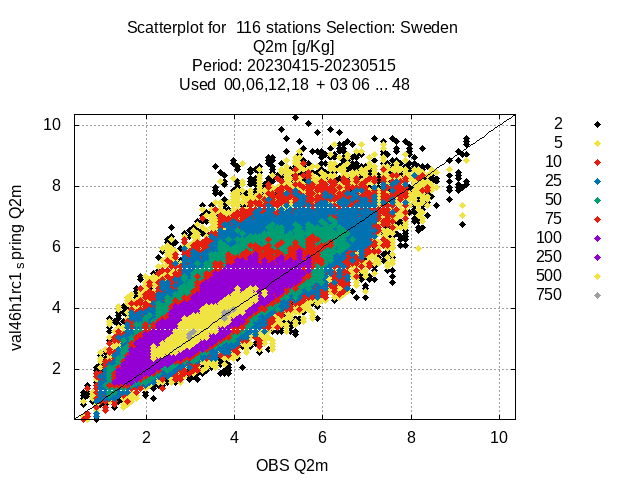 Scatterplot for  116 stations Selection: Sweden
Q2m [g/Kg]
Period: 20230415-20230515
Used  00,06,12,18  + 03 06 ... 48
val46h1rc1 s pring Q2m
10
8
6
4
2
2 4 6 8 10
OBS Q2m
2
5
10
25
50
75
100
250
500
750